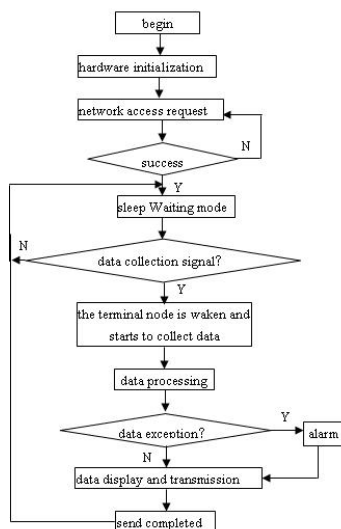 begin
hardware initialization
network access request
N
success
Y
sleep Waiting mode
N
data collection signal?
Y
the terminal node is waken and
starts to collect data
data processing
Y
data exception?
alarm
N
data display and transmission
send completed